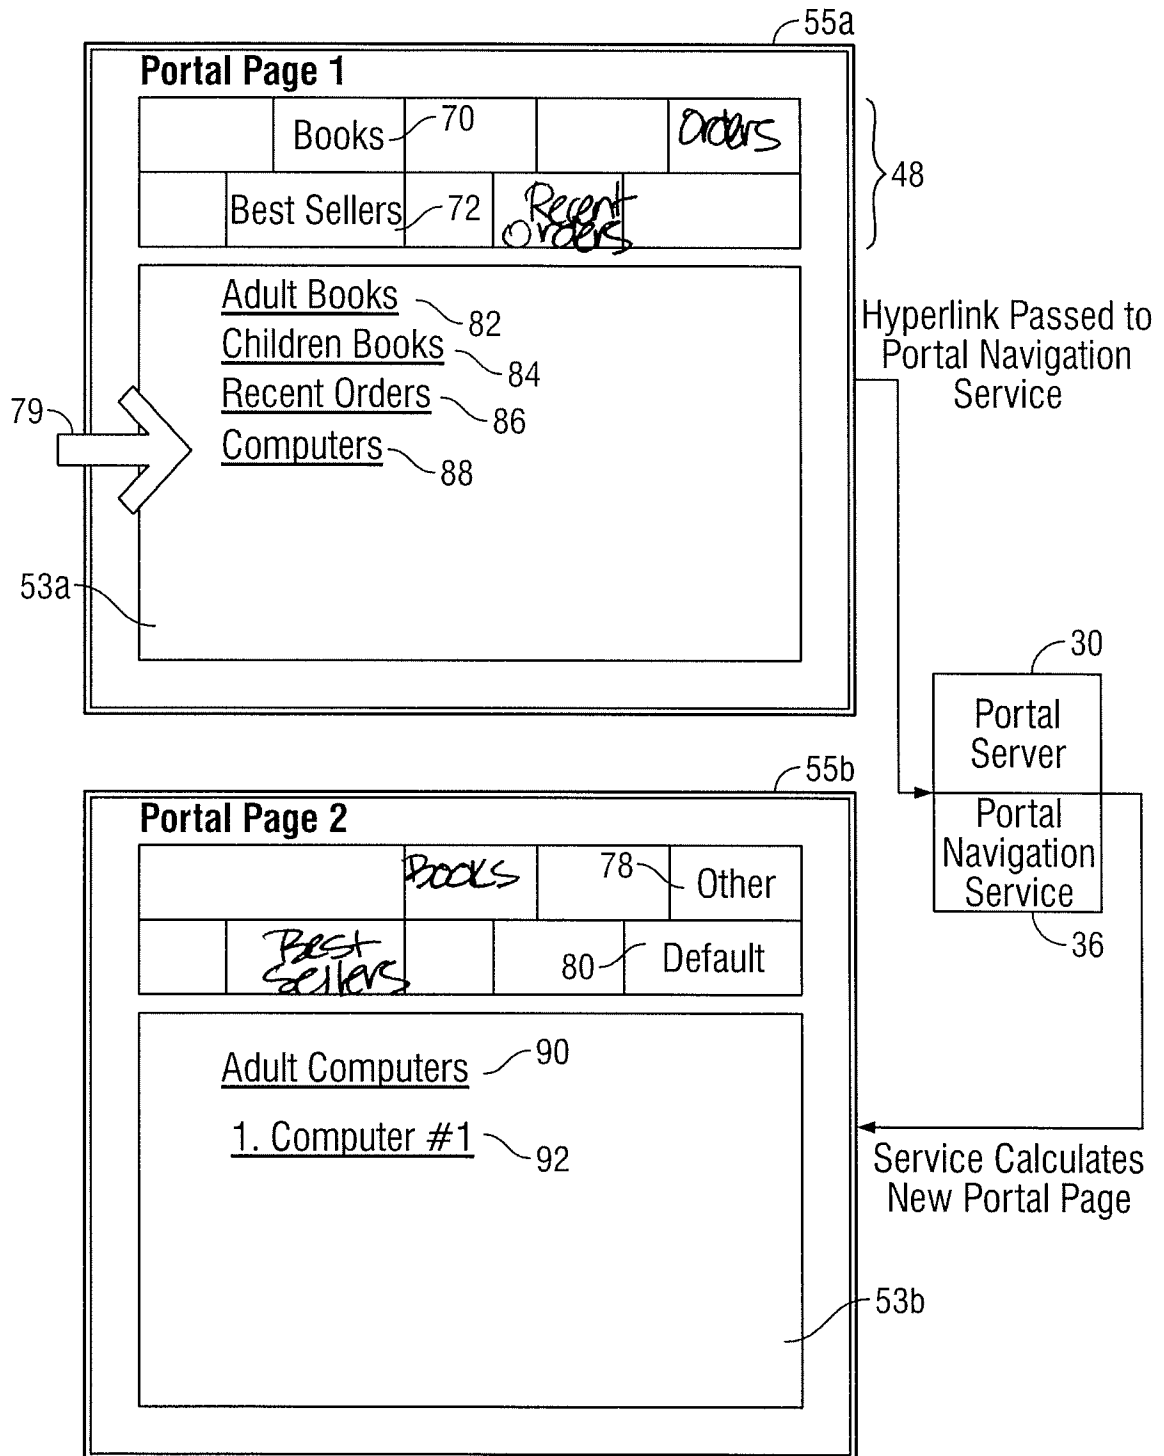 55a
Portal Page 1
Books 70 Orders
48
Best Sellers 72 Recent
Orders
Adult Books 82
Children Books 84
Recent Orders 86
Computers 88
79
53a
Hyperlink Passed to
Portal Navigation
Service
30
Portal
Server
Portal
Navigation
Service
36
55b
Portal Page 2
Books 78 Other
Best
Sellers 80 Default
Adult Computers 90
1. Computer #1 92
Service Calculates
New Portal Page
53b